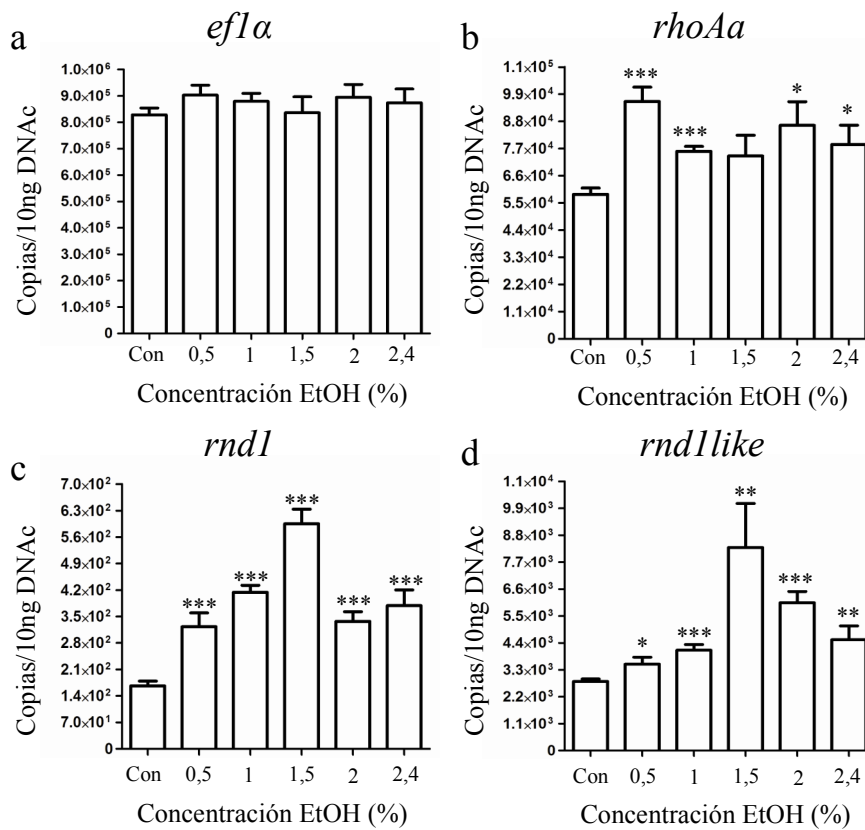 a
ef1α
Copias/10ng DNAc
1.0×10⁶
9.0×10⁵
8.0×10⁵
7.0×10⁵
6.0×10⁵
5.0×10⁵
4.0×10⁵
3.0×10⁵
2.0×10⁵
1.0×10⁵
0
Con 0,5 1 1,5 2 2,4
Concentración EtOH (%)
b
rhoAa
Copias/10ng DNAc
1.1×10⁵
9.9×10⁴
8.8×10⁴
7.7×10⁴
6.6×10⁴
5.5×10⁴
4.4×10⁴
3.3×10⁴
2.2×10⁴
1.1×10⁴
0
*** *** * *
Con 0,5 1 1,5 2 2,4
Concentración EtOH (%)
c
rnd1
Copias/10ng DNAc
7.0×10²
6.3×10²
5.6×10²
4.9×10²
4.2×10²
3.5×10²
2.8×10²
2.1×10²
1.4×10²
7.0×10¹
0
*** *** *** *** ***
Con 0,5 1 1,5 2 2,4
Concentración EtOH (%)
d
rnd1like
Copias/10ng DNAc
1.1×10⁴
9.9×10³
8.8×10³
7.7×10³
6.6×10³
5.5×10³
4.4×10³
3.3×10³
2.2×10³
1.1×10³
0
* *** ** *** **
Con 0,5 1 1,5 2 2,4
Concentración EtOH (%)